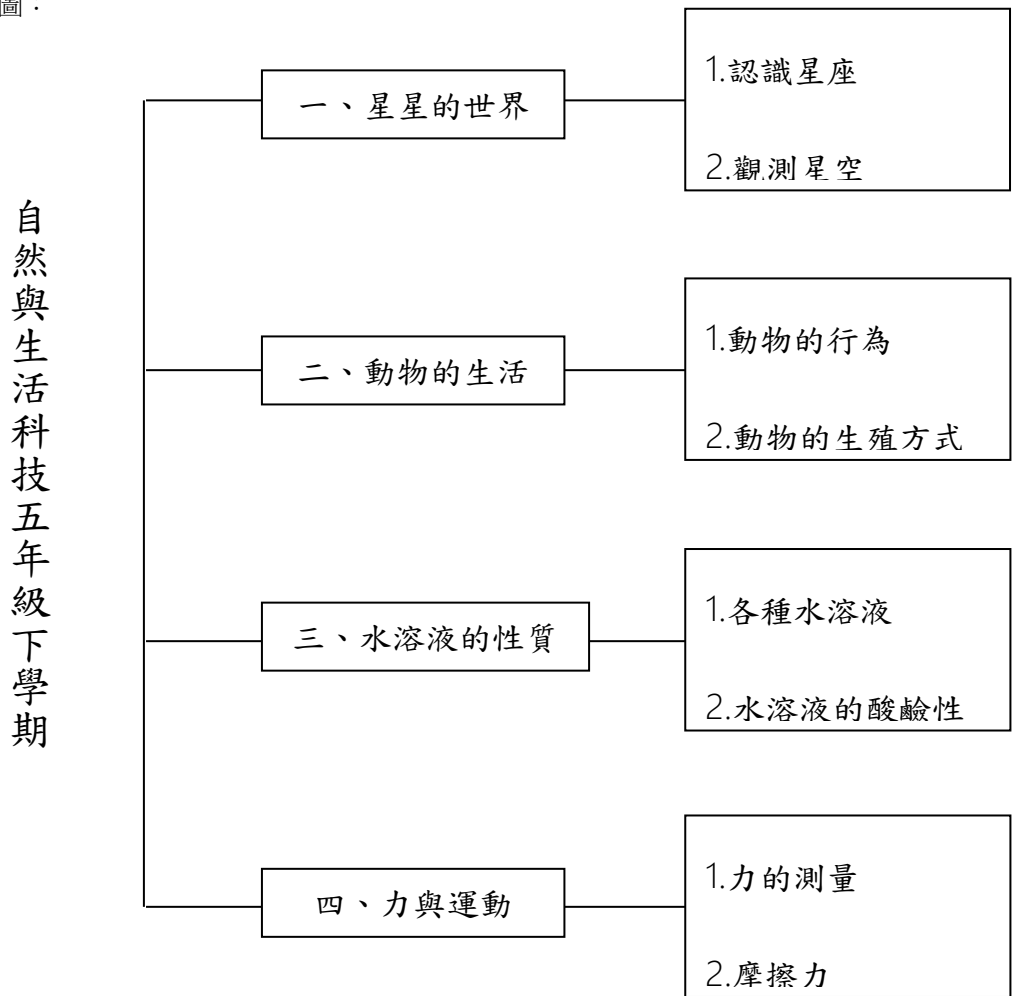 圖：
自然與生活科技五年級下學期
一、星星的世界
1.認識星座
2.觀測星空
二、動物的生活
1.動物的行為
2.動物的生殖方式
三、水溶液的性質
1.各種水溶液
2.水溶液的酸鹼性
四、力與運動
1.力的測量
2.摩擦力